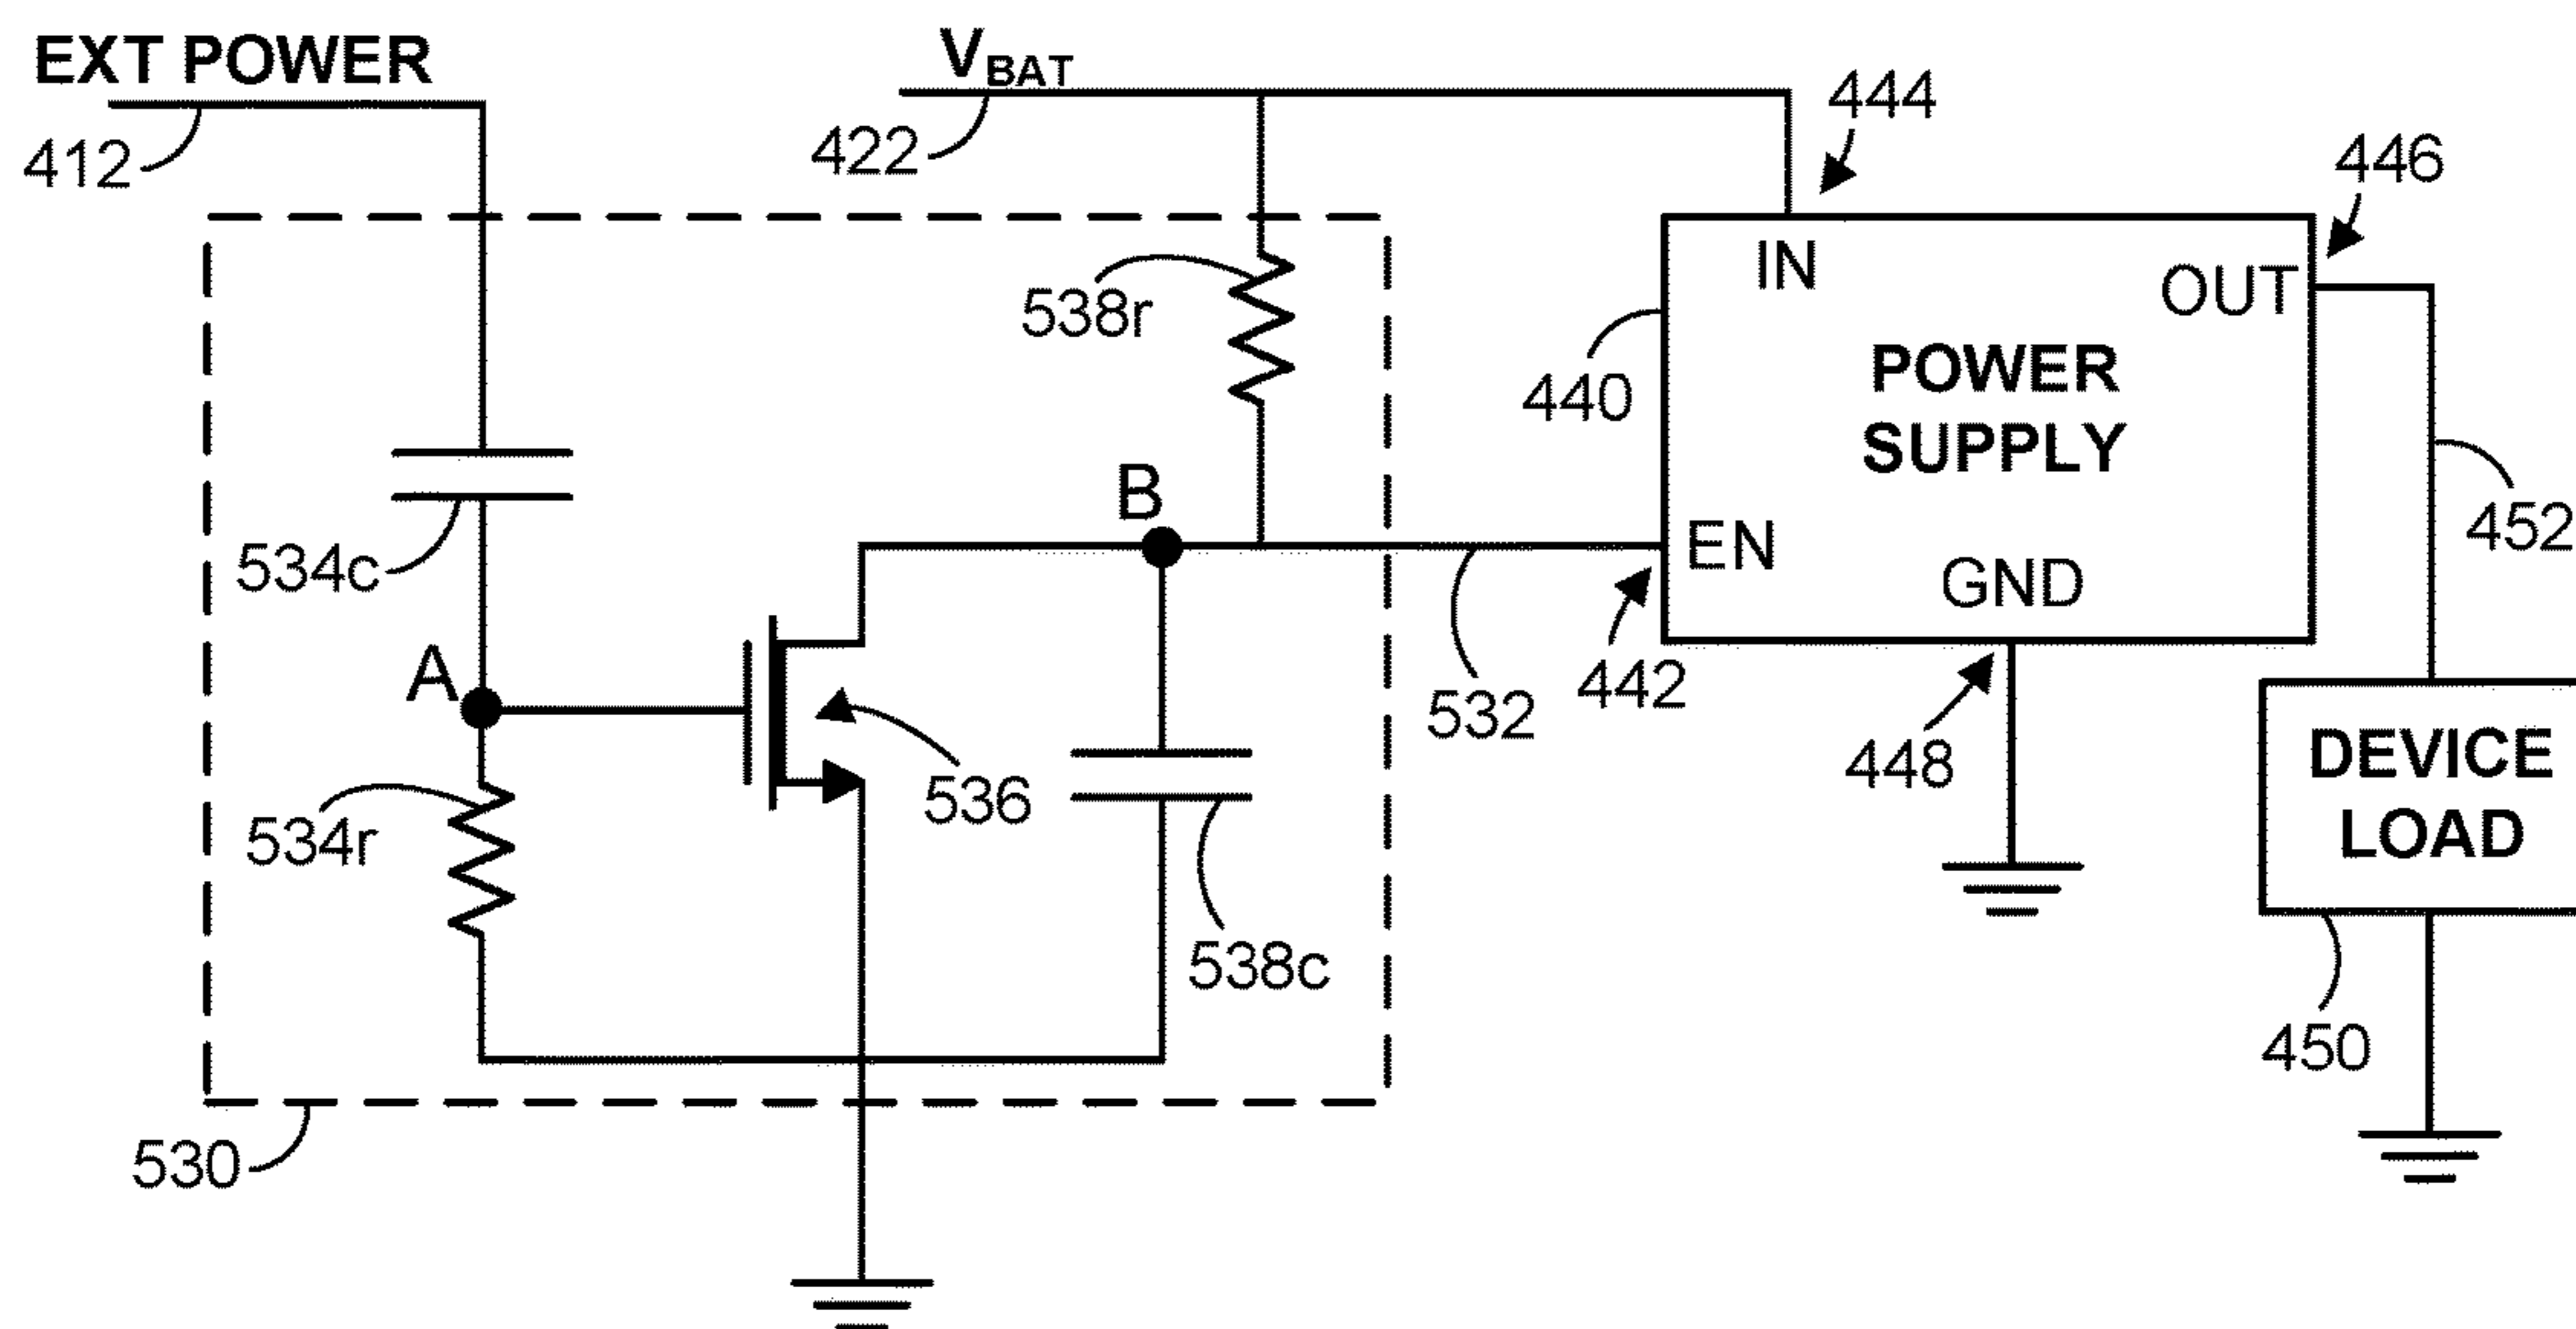 EXT POWER
412
VBAT
422
444
446
IN
OUT
538r
440
POWER
SUPPLY
452
B
EN
GND
534c
A
442
532
448
DEVICE
LOAD
536
534r
538c
450
530